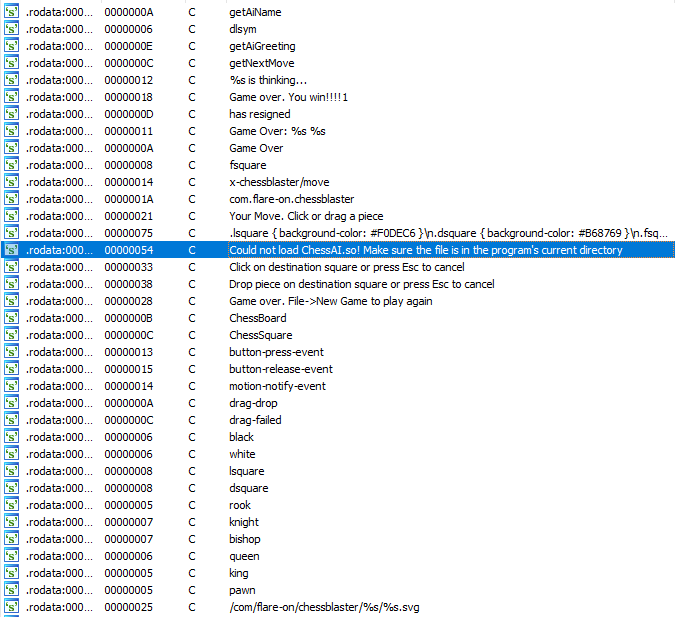 .rodata:000... 0000000A C getAiName
.rodata:000... 00000006 C dlsym
.rodata:000... 0000000E C getAiGreeting
.rodata:000... 0000000C C getNextMove
.rodata:000... 00000012 C %s is thinking...
.rodata:000... 00000018 C Game over. You win!!!!1
.rodata:000... 0000000D C has resigned
.rodata:000... 00000011 C Game Over: %s %s
.rodata:000... 0000000A C Game Over
.rodata:000... 00000008 C fsquare
.rodata:000... 00000014 C x-chessblaster/move
.rodata:000... 0000001A C com.flare-on.chessblaster
.rodata:000... 00000021 C Your Move. Click or drag a piece
.rodata:000... 00000075 C .lsquare { background-color: #F0DEC6 }\n.dsquare { background-color: #B68769 }\n.fsq...
.rodata:000... 00000054 C Could not load ChessAI.so! Make sure the file is in the program's current directory
.rodata:000... 00000033 C Click on destination square or press Esc to cancel
.rodata:000... 00000038 C Drop piece on destination square or press Esc to cancel
.rodata:000... 00000028 C Game over. File->New Game to play again
.rodata:000... 0000000B C ChessBoard
.rodata:000... 0000000C C ChessSquare
.rodata:000... 00000013 C button-press-event
.rodata:000... 00000015 C button-release-event
.rodata:000... 00000014 C motion-notify-event
.rodata:000... 0000000A C drag-drop
.rodata:000... 0000000C C drag-failed
.rodata:000... 00000006 C black
.rodata:000... 00000006 C white
.rodata:000... 00000008 C lsquare
.rodata:000... 00000008 C dsquare
.rodata:000... 00000005 C rook
.rodata:000... 00000007 C knight
.rodata:000... 00000007 C bishop
.rodata:000... 00000006 C queen
.rodata:000... 00000005 C king
.rodata:000... 00000005 C pawn
.rodata:000... 00000025 C /com/flare-on/chessblaster/%s/%s.svg